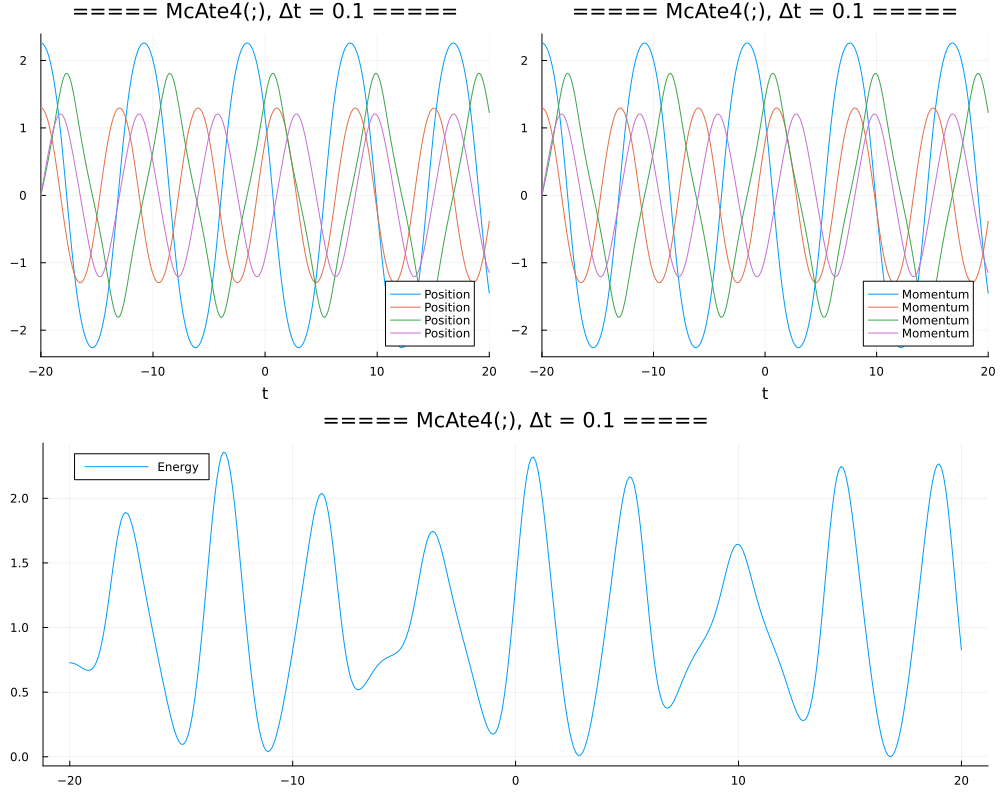 ===== McAte4(;), Δt = 0.1 =====
2
1
0
−1
−2
Position
Position
Position
Position
−20
−10
0
10
20
t
===== McAte4(;), Δt = 0.1 =====
2
1
0
−1
−2
Momentum
Momentum
Momentum
Momentum
−20
−10
0
10
20
t
===== McAte4(;), Δt = 0.1 =====
Energy
2.0
1.5
1.0
0.5
0.0
−20
−10
0
10
20